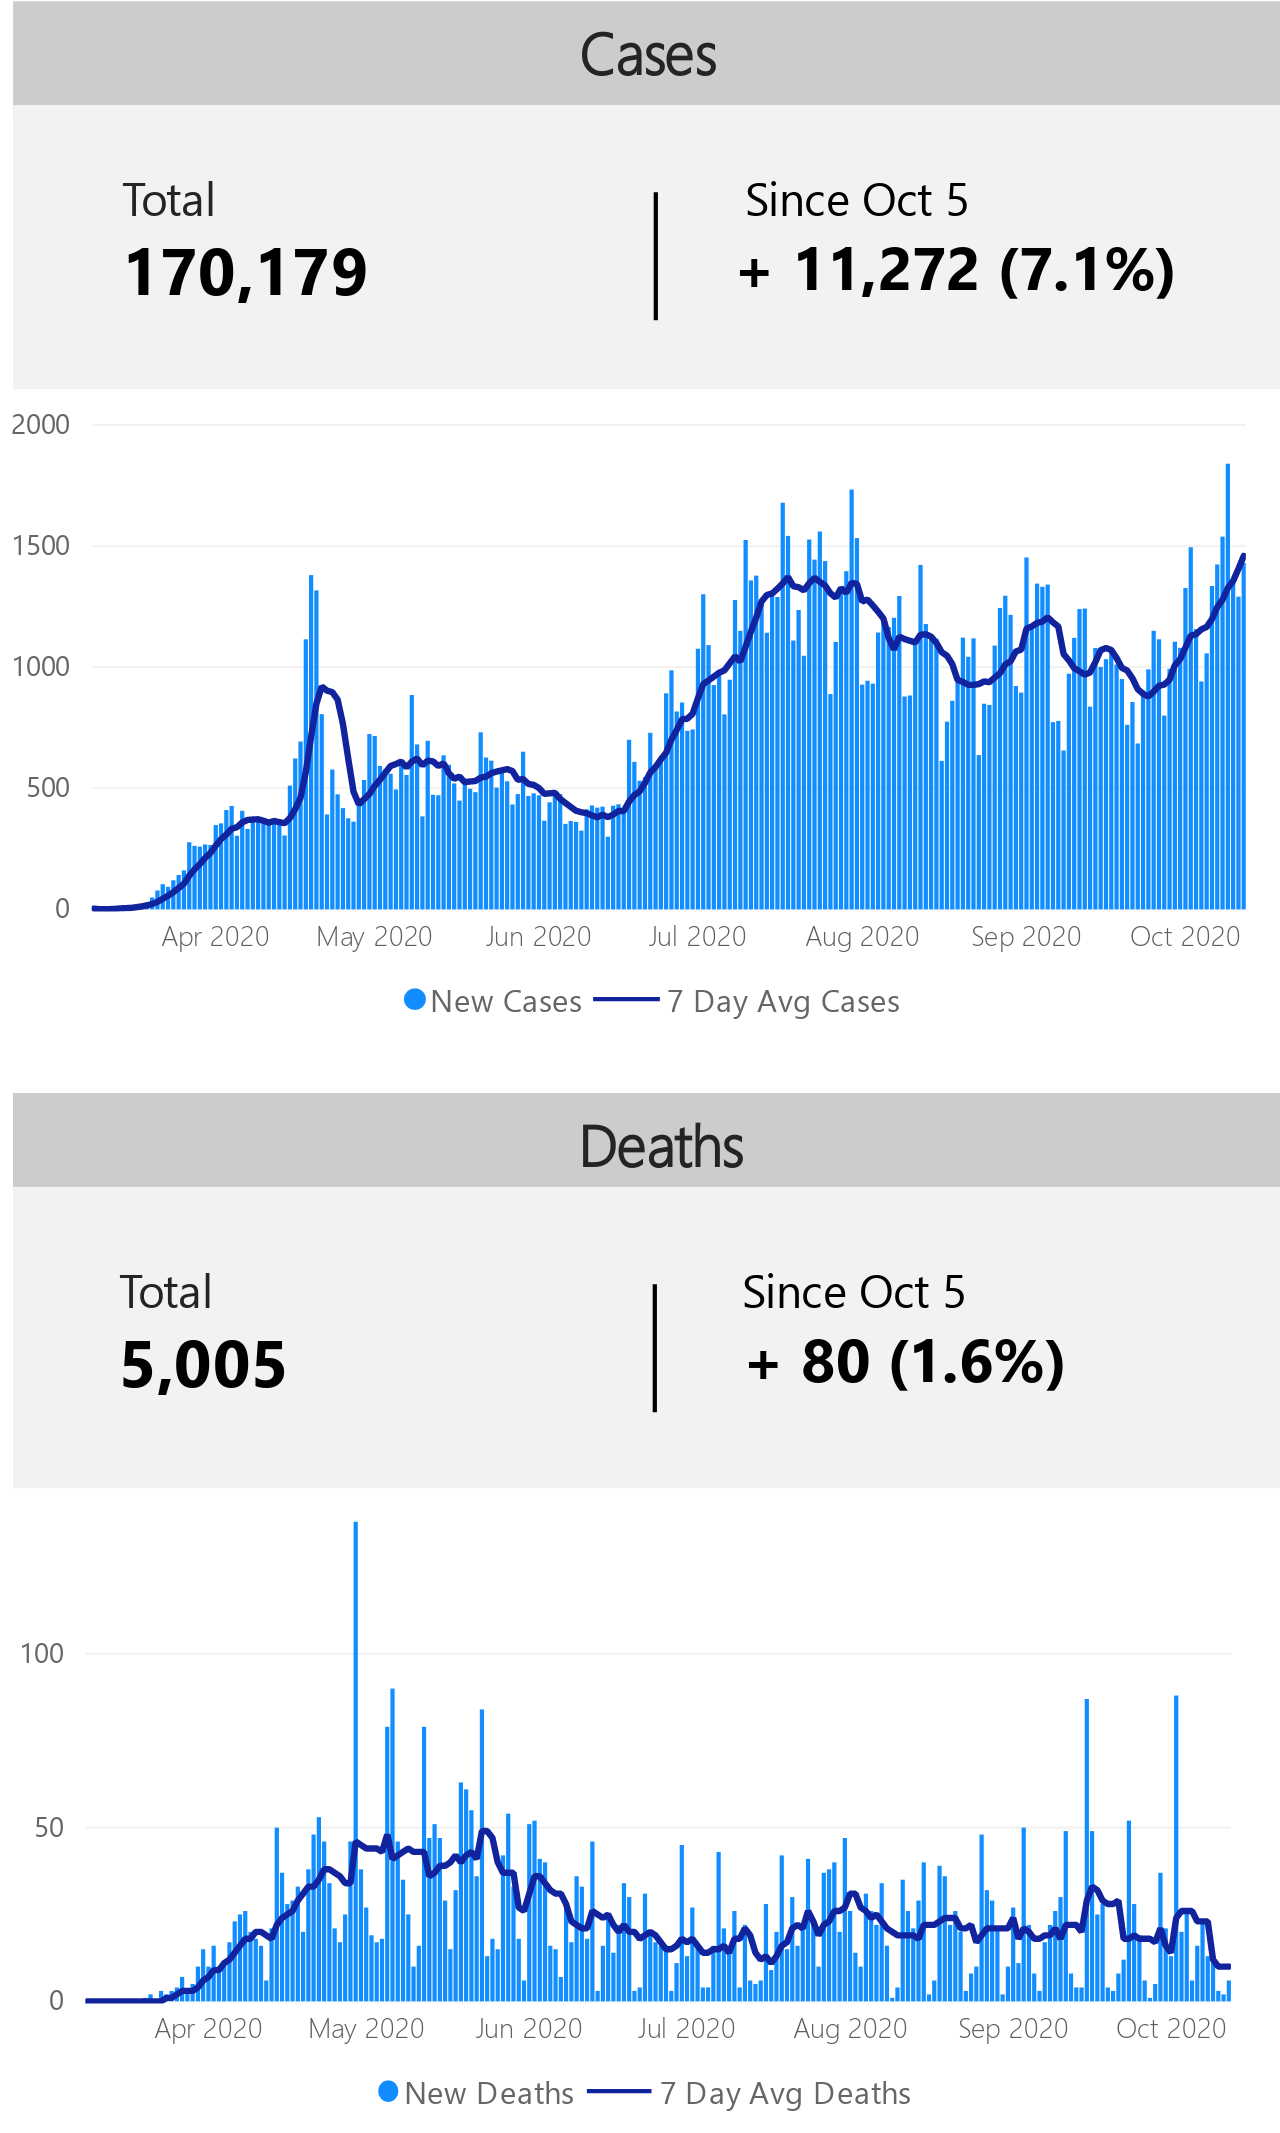 Cases
Total
Since Oct 5
170,179
+ 11,272 (7.1%)
2000
1500
1000
500
0
Apr 2020 May 2020 Jun 2020 Jul 2020 Aug 2020 Sep 2020 Oct 2020
New Cases 7 Day Avg Cases
Deaths
Total
Since Oct 5
5,005
+ 80 (1.6%)
100
50
0
Apr 2020 May 2020 Jun 2020 Jul 2020 Aug 2020 Sep 2020 Oct 2020
New Deaths 7 Day Avg Deaths